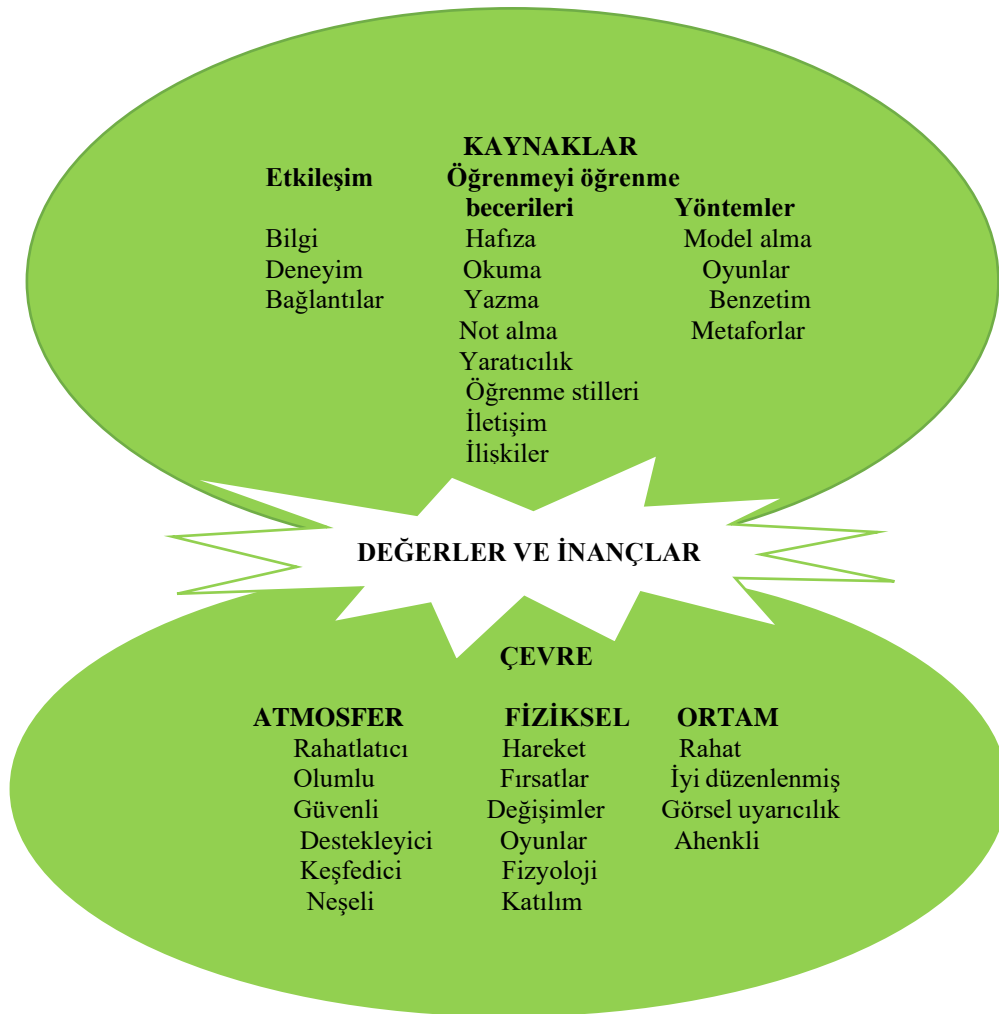 KAYNAKLAR
Etkileşim Öğrenmeyi öğrenme
becerileri Yöntemler
Bilgi Hafıza Model alma
Deneyim Okuma Oyunlar
Bağlantılar Yazma Benzetim
Not alma Metaforlar
Yaratıcılık
Öğrenme stilleri
İletişim
İlişkiler
DEĞERLER VE İNANÇLAR
ÇEVRE
ATMOSFER FİZİKSEL ORTAM
Rahatlatıcı Hareket Rahat
Olumlu Fırsatlar İyi düzenlenmiş
Güvenli Değişimler Görsel uyarıcılık
Destekleyici Oyunlar Ahenkli
Keşfedici Fizyoloji
Neşeli Katılım